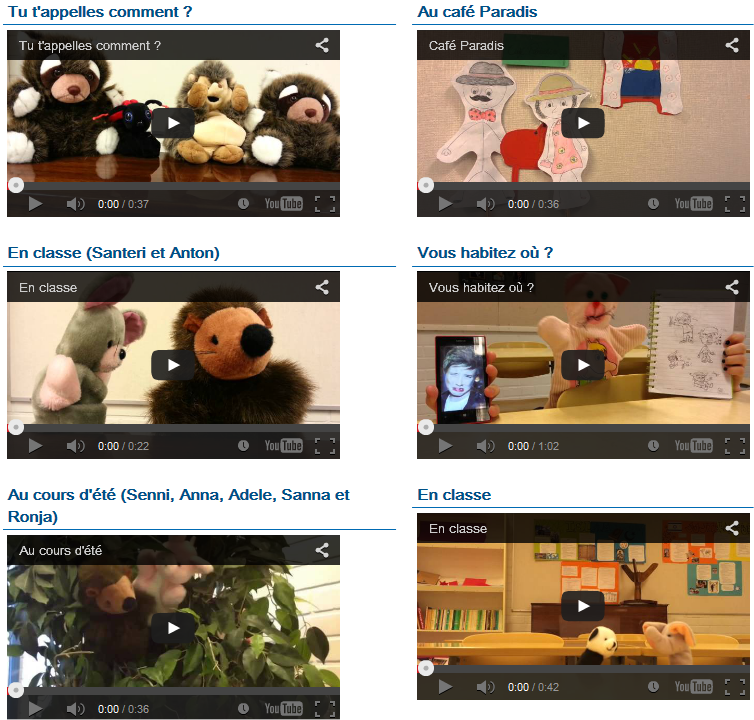 Tu t'appelles comment ?
Tu t'appelles comment ?
0:00 / 0:37
YouTube
Au café Paradis
Café Paradis
0:00 / 0:36
YouTube
En classe (Santeri et Anton)
En classe
0:00 / 0:22
YouTube
Vous habitez où ?
Vous habitez où ?
0:00 / 1:02
YouTube
Au cours d'été (Senni, Anna, Adele, Sanna et
Ronja)
Au cours d'été
0:00 / 0:36
YouTube
En classe
En classe
0:00 / 0:42
YouTube